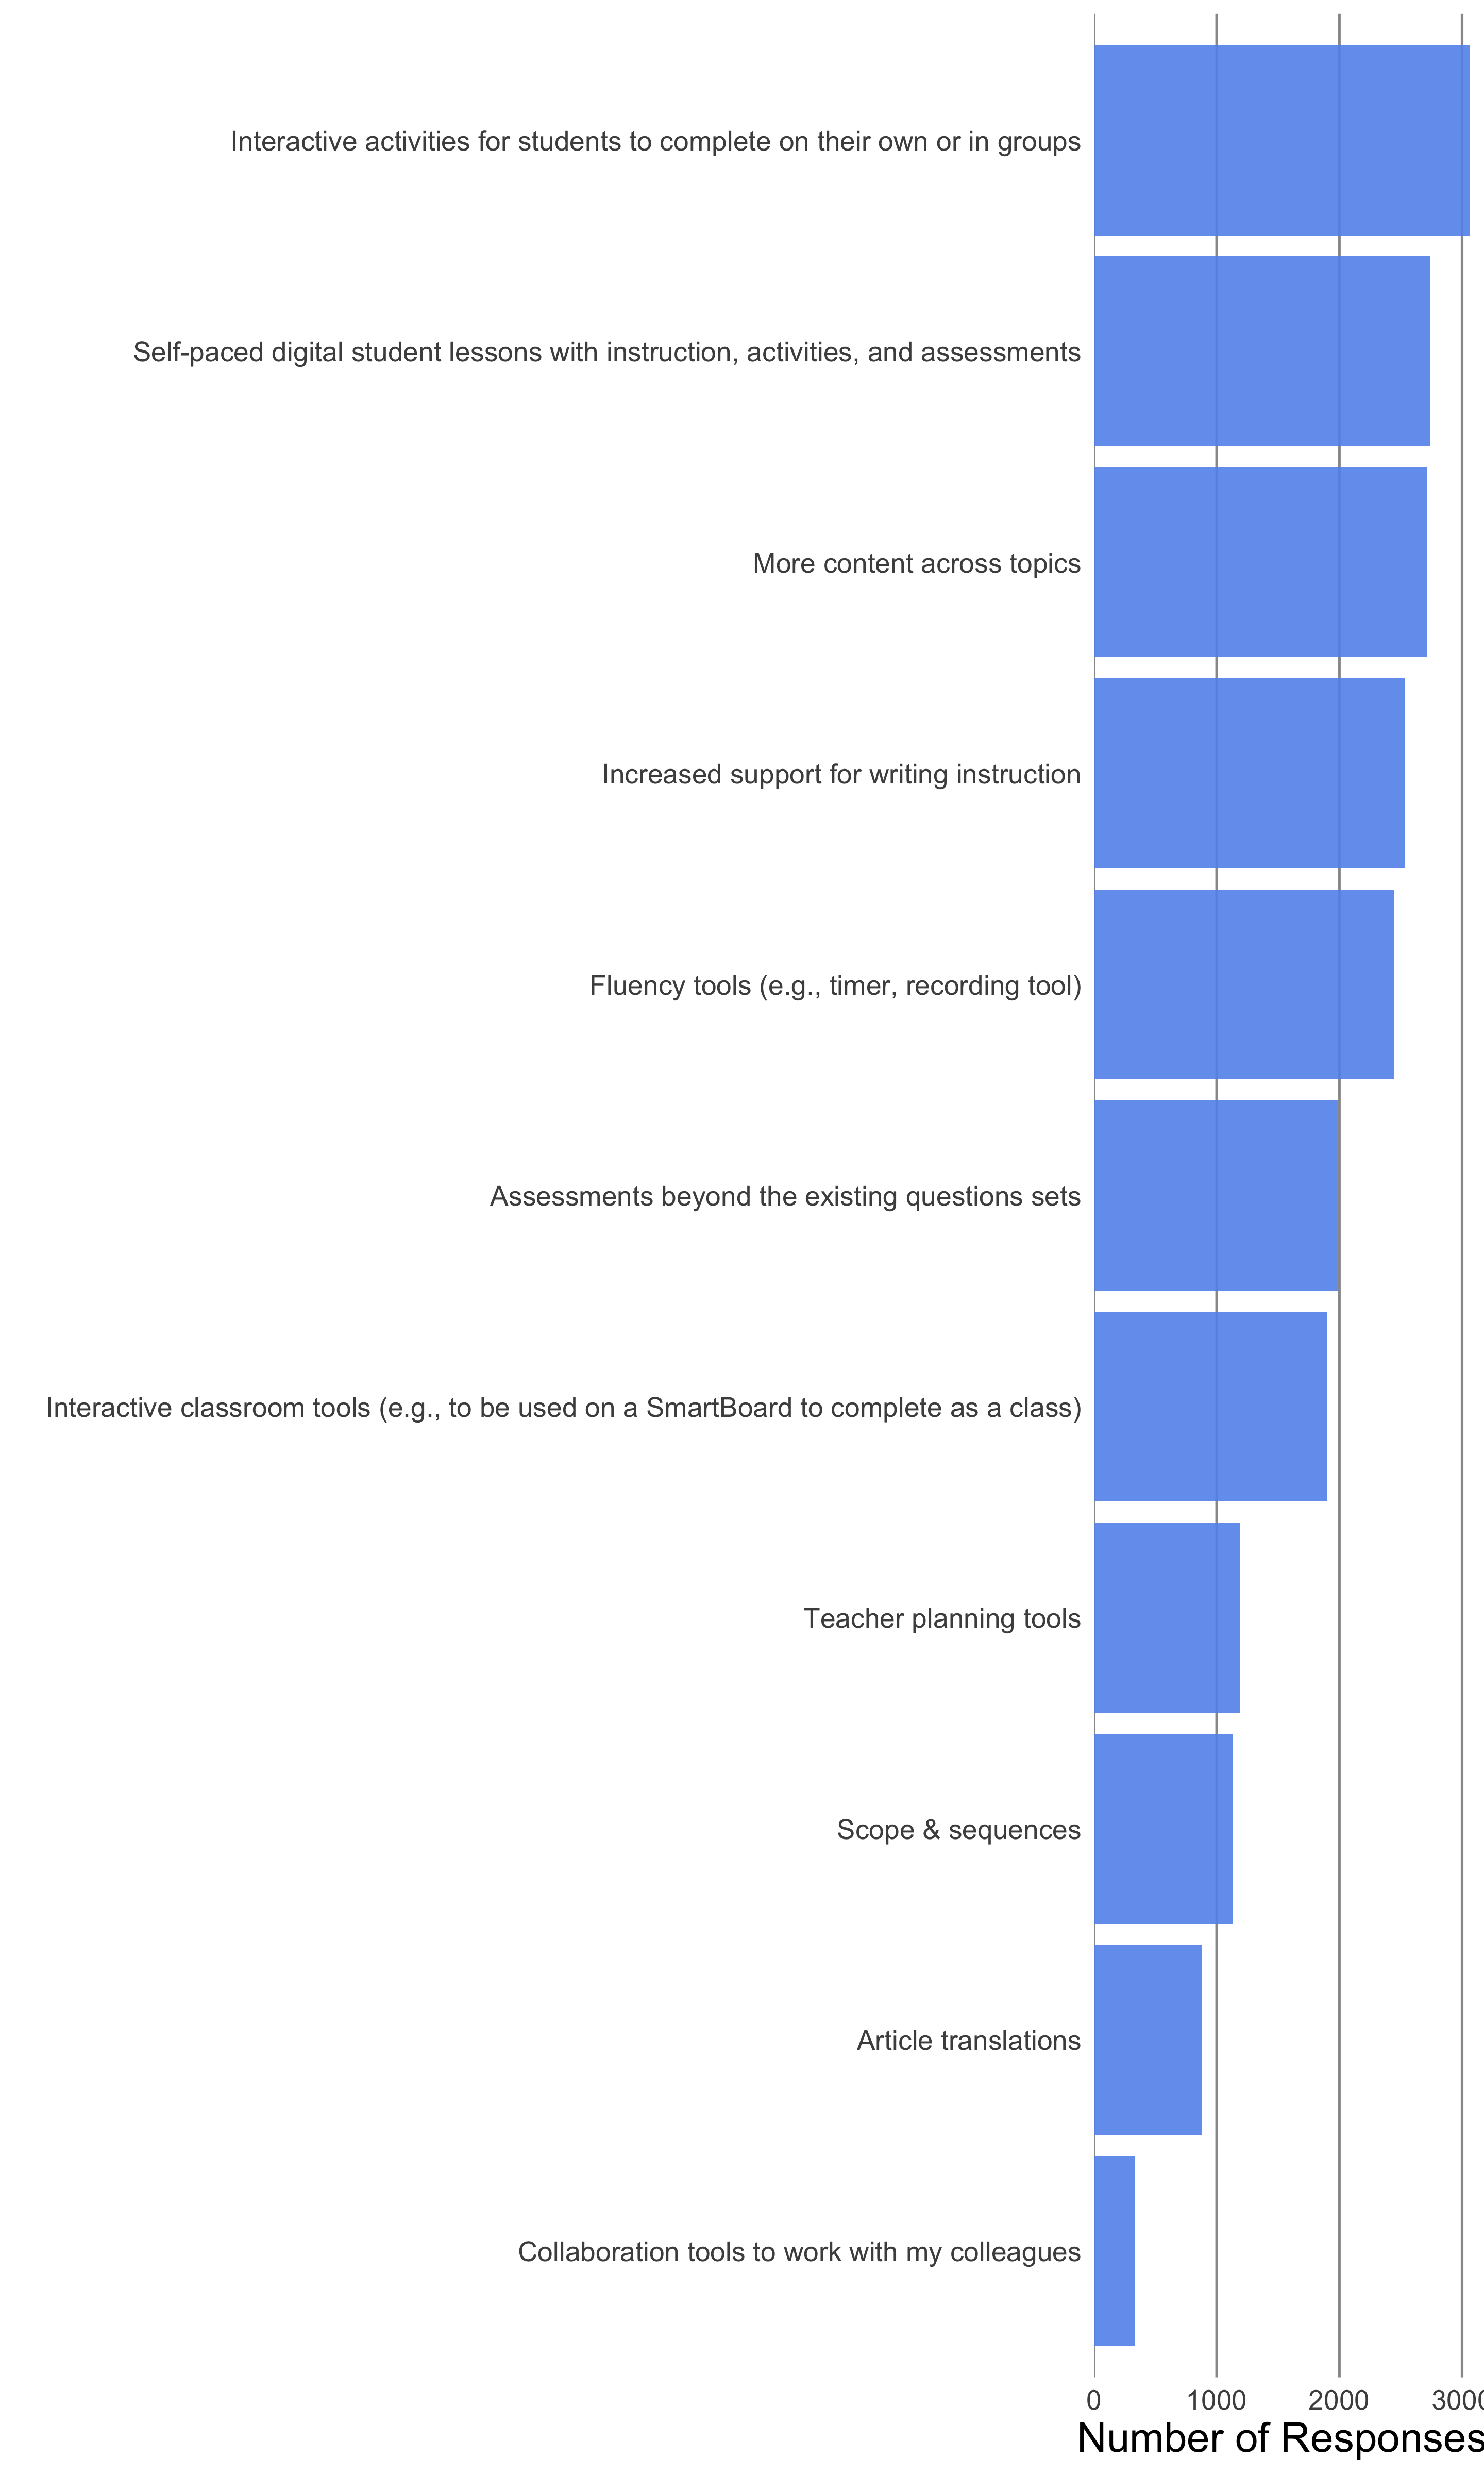 Interactive activities for students to complete on their own or in groups
Self-paced digital student lessons with instruction, activities, and assessments
More content across topics
Increased support for writing instruction
Fluency tools (e.g., timer, recording tool)
Assessments beyond the existing questions sets
Interactive classroom tools (e.g., to be used on a SmartBoard to complete as a class)
Teacher planning tools
Scope & sequences
Article translations
Collaboration tools to work with my colleagues
0 1000 2000 3000
Number of Responses